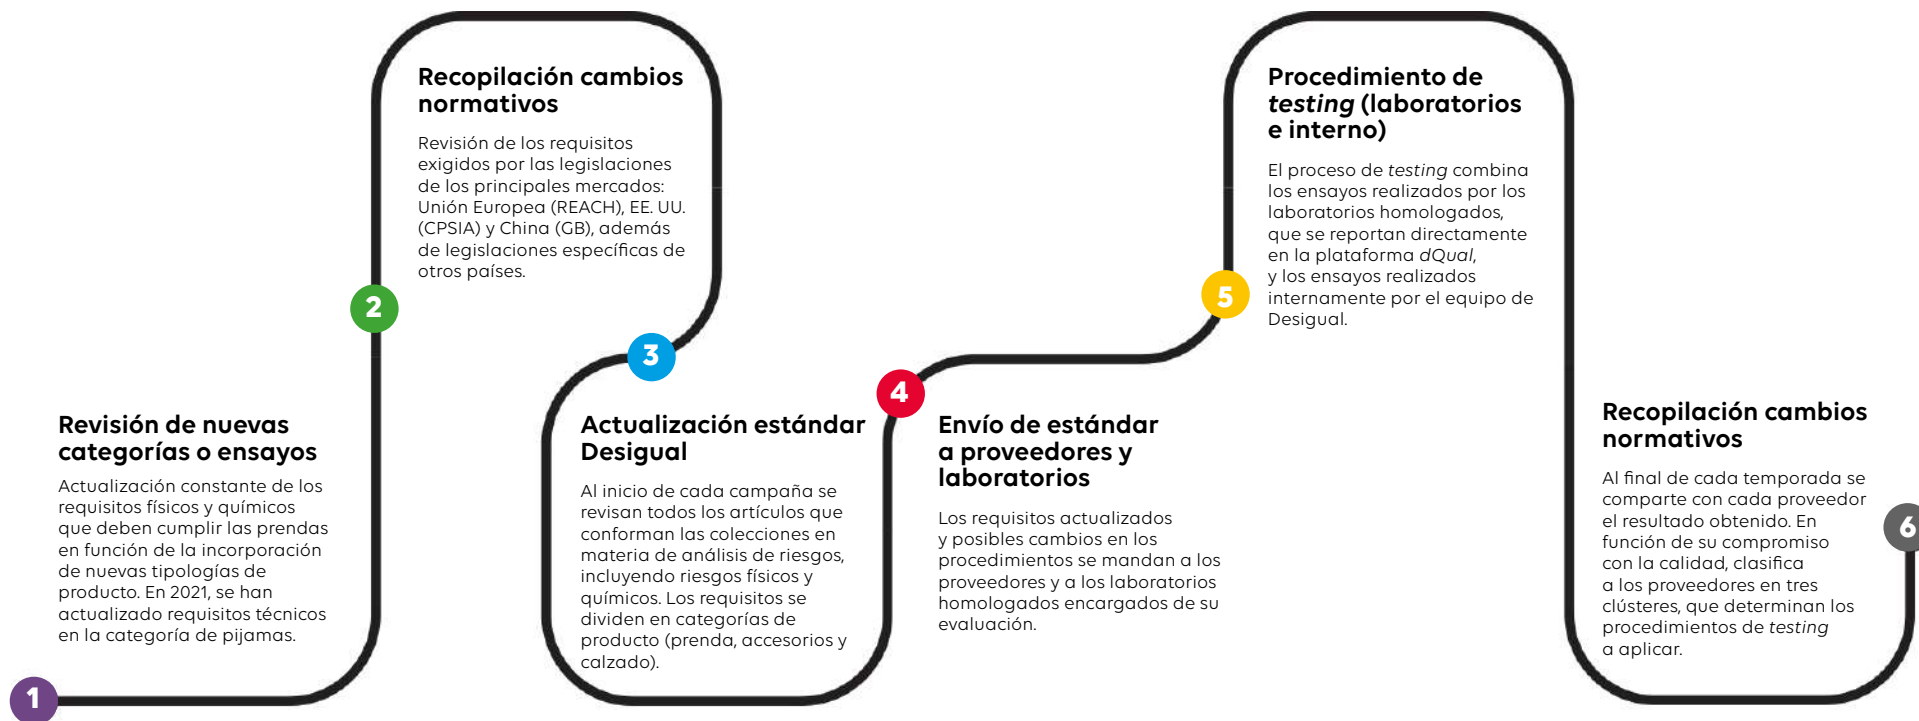 1
Revisión de nuevas
categorías o ensayos
Actualización constante de los
requisitos físicos y químicos
que deben cumplir las prendas
en función de la incorporación
de nuevas tipologías de
producto. En 2021, se han
actualizado requisitos técnicos
en la categoría de pijamas.
2
Recopilación cambios
normativos
Revisión de los requisitos
exigidos por las legislaciones
de los principales mercados:
Unión Europea (REACH), EE. UU.
(CPSIA) y China (GB), además
de legislaciones específicas de
otros países.
3
Actualización estándar
Desigual
Al inicio de cada campaña se
revisan todos los artículos que
conforman las colecciones en
materia de análisis de riesgos,
incluyendo riesgos físicos y
químicos. Los requisitos se
dividen en categorías de
producto (prenda, accesorios y
calzado).
4
Envío de estándar
a proveedores y
laboratorios
Los requisitos actualizados
y posibles cambios en los
procedimientos se mandan a los
proveedores y a los laboratorios
homologados encargados de su
evaluación.
5
Procedimiento de
testing (laboratorios
e interno)
El proceso de testing combina
los ensayos realizados por los
laboratorios homologados,
que se reportan directamente
en la plataforma dQual,
y los ensayos realizados
internamente por el equipo de
Desigual.
Recopilación cambios
normativos
Al final de cada temporada se
comparte con cada proveedor
el resultado obtenido. En
función de su compromiso
con la calidad, clasifica
a los proveedores en tres
clústeres, que determinan los
procedimientos de testing
a aplicar.
6